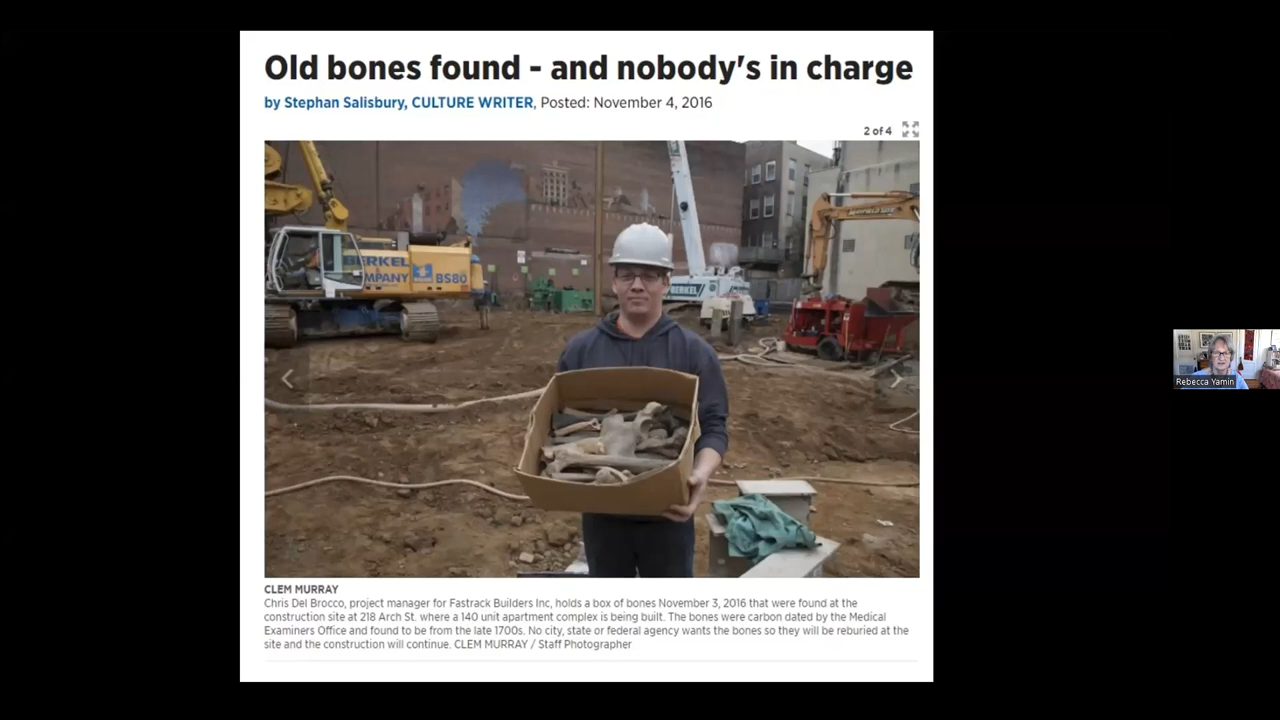 Old bones found - and nobody's in charge
by Stephan Salisbury, CULTURE WRITER, Posted: November 4, 2016
2 of 4
BERKEL
MPANY BS80
BERKEL
Rebecca Yamin
CLEM MURRAY
Chris Del Brocco, project manager for Fastrack Builders Inc, holds a box of bones November 3, 2016 that were found at the
construction site at 218 Arch St. where a 140 unit apartment complex is being built. The bones were carbon dated by the Medical
Examiners Office and found to be from the late 1700s. No city, state or federal agency wants the bones so they will be reburied at the
site and the construction will continue. CLEM MURRAY / Staff Photographer